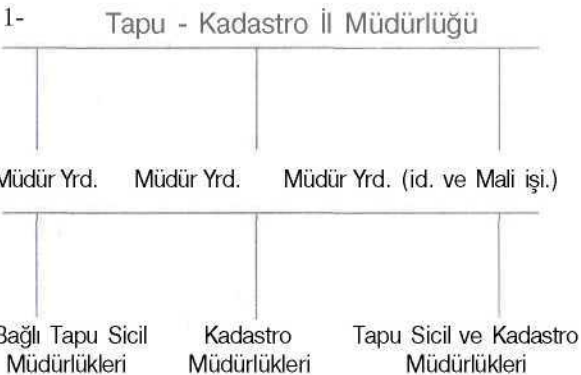 1-
Tapu - Kadastro İl Müdürlüğü
Müdür Yrd. Müdür Yrd. Müdür Yrd. (id. ve Mali işi.)
Bağlı Tapu Sicil Müdürlükleri
Kadastro Müdürlükleri
Tapu Sicil ve Kadastro Müdürlükleri